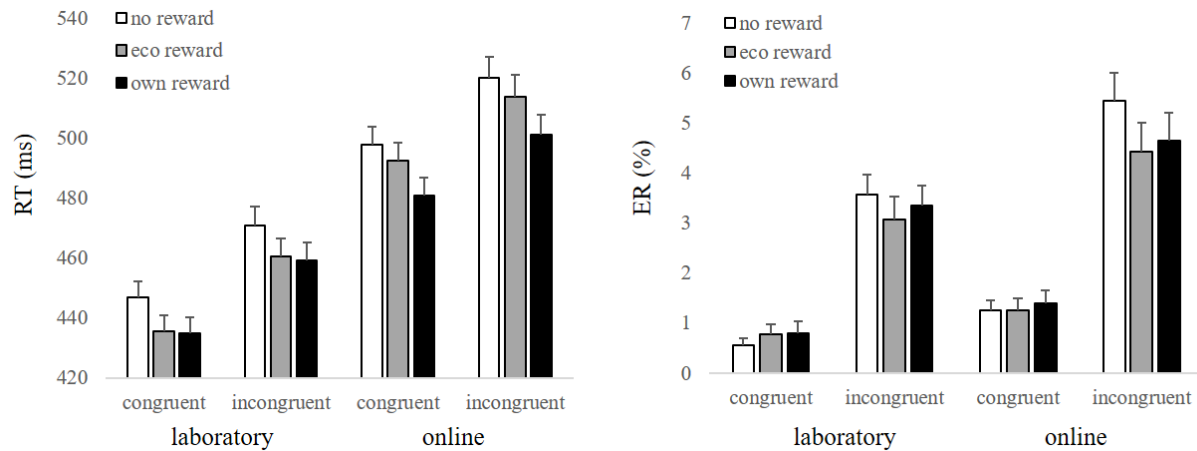 540
520
500
480
460
440
420
RT (ms)
no reward
eco reward
own reward
congruent incongruent congruent incongruent
laboratory online
7
6
5
4
3
2
1
0
ER (%)
no reward
eco reward
own reward
congruent incongruent congruent incongruent
laboratory online